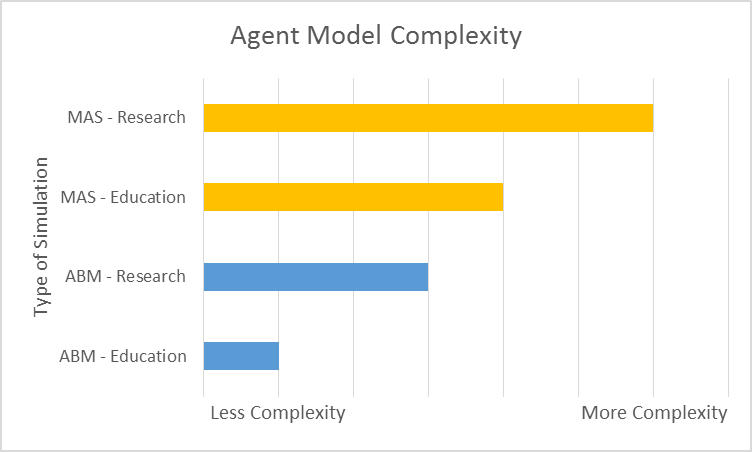 Agent Model Complexity
Type of Simulation
MAS - Research
MAS - Education
ABM - Research
ABM - Education
Less Complexity
More Complexity